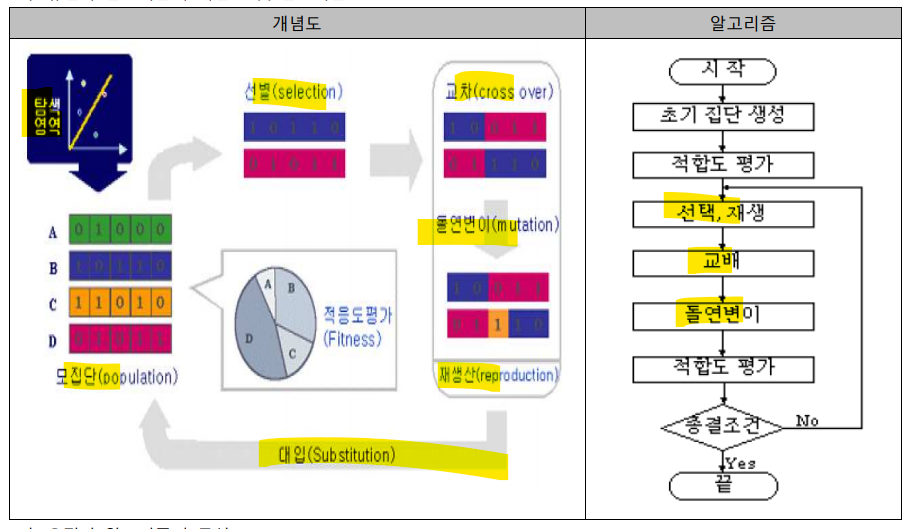 개념도
알고리즘
탐색
영역
선별(selection)
1 0 1 1 0
0 1 0 1 1
교차(cross over)
1 0 0 1 1
0 1 1 1 0
돌연변이(mutation)
1 0 0 1 1
0 1 1 1 0
재생산(reproduction)
A 0 1 0 0 0
B 1 0 1 1 0
C 1 1 0 1 0
D 0 1 0 1 1
모집단(population)
A
B
C
D
적응도평가
(Fitness)
대입(Substitution)
시 작
초기 집단 생성
적합도 평가
선택, 재생
교배
돌연변이
적합도 평가
종결조건
No
Yes
끝